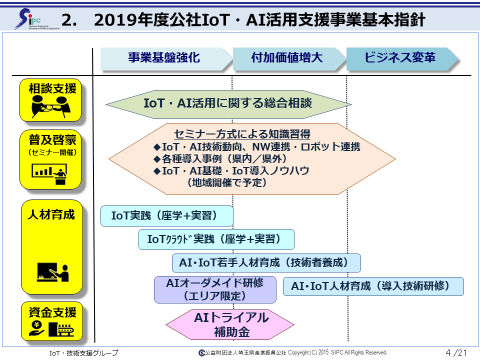 SIPC
2. 2019年度公社IoT・AI活用支援事業基本指針
事業基盤強化
付加価値増大
ビジネス変革
相談支援
IoT・AI活用に関する総合相談
普及啓蒙
（セミナー開催）
セミナー方式による知識習得
◆IoT・AI技術動向、NW連携・ロボット連携
◆各種導入事例（県内／県外）
◆IoT・AI基礎・IoT導入ノウハウ
（地域開催で予定）
人材育成
IoT実践（座学+実習）
IoTｸﾗｳﾄﾞ実践（座学+実習）
AI・IoT若手人材育成（技術者養成）
AIオーダメイド研修
（エリア限定）
AI・IoT人材育成（導入技術研修）
資金支援
AIトライアル
補助金
IoT・技術支援グループ
公益財団法人埼玉県産業振興公社 Copyright(C) 2015 SIPC All Rights Reserved
4 /21